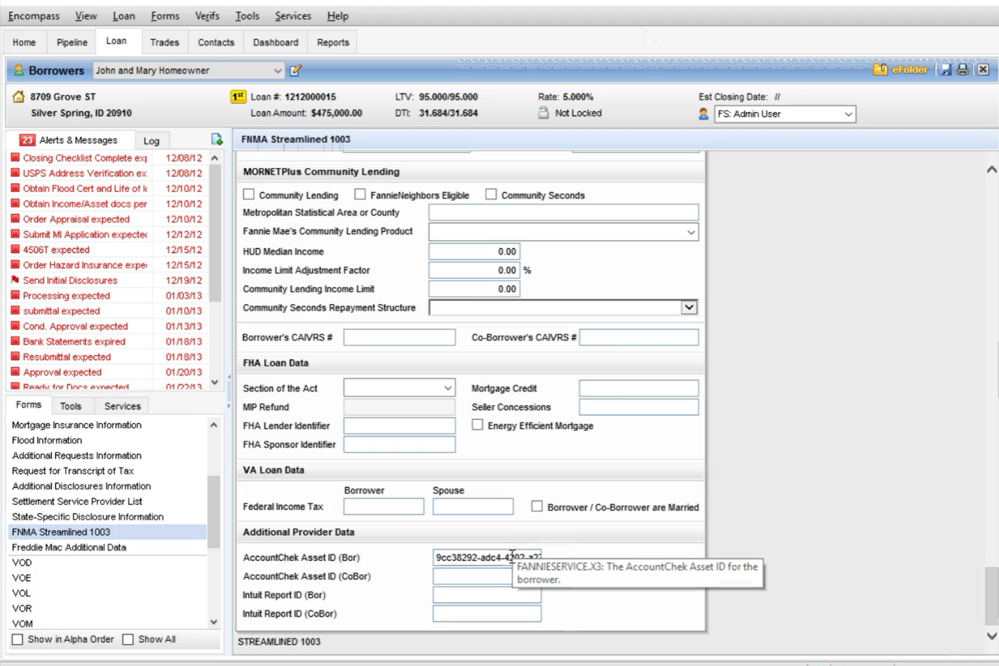 Encompass View Loan Forms Verifs Tools Services Help
Home Pipeline Loan Trades Contacts Dashboard Reports
Borrowers John and Mary Homeowner eFolder
8709 Grove ST 1st Loan #: 1212000015 LTV: 95.000/95.000 Rate: 5.000% Est Closing Date: //
Silver Spring, ID 20910 Loan Amount: $475,000.00 DTI: 31.684/31.684 Not Locked FS: Admin User
23 Alerts & Messages Log
Closing Checklist Complete exp 12/08/12
USPS Address Verification ex 12/08/12
Obtain Flood Cert and Life of lo 12/10/12
Obtain Income/Asset docs per 12/10/12
Order Appraisal expected 12/10/12
Submit MI Application expected 12/12/12
4506T expected 12/15/12
Order Hazard Insurance expe 12/15/12
Send Initial Disclosures 12/19/12
Processing expected 01/03/13
submittal expected 01/10/13
Cond. Approval expected 01/13/13
Bank Statements expired 01/18/13
Resubmittal expected 01/18/13
Approval expected 01/20/13
Ready for Docs expected 01/22/13
Forms Tools Services
Mortgage Insurance Information
Flood Information
Additional Requests Information
Request for Transcript of Tax
Additional Disclosures Information
Settlement Service Provider List
State-Specific Disclosure Information
FNMA Streamlined 1003
Freddie Mac Additional Data
VOD
VOE
VOL
VOR
VOM
Show in Alpha Order Show All
FNMA Streamlined 1003
MORNETPlus Community Lending
Community Lending FannieNeighbors Eligible Community Seconds
Metropolitan Statistical Area or County
Fannie Mae's Community Lending Product
HUD Median Income 0.00
Income Limit Adjustment Factor 0.00 %
Community Lending Income Limit 0.00
Community Seconds Repayment Structure
Borrower's CAIVRS # Co-Borrower's CAIVRS #
FHA Loan Data
Section of the Act Mortgage Credit
MIP Refund Seller Concessions
FHA Lender Identifier Energy Efficient Mortgage
FHA Sponsor Identifier
VA Loan Data
Borrower Spouse
Federal Income Tax Borrower / Co-Borrower are Married
Additional Provider Data
AccountChek Asset ID (Bor) 9cc38292-adc4-4202-a27
FANNIESERVICE.X3: The AccountChek Asset ID for the
borrower.
AccountChek Asset ID (CoBor)
Intuit Report ID (Bor)
Intuit Report ID (CoBor)
STREAMLINED 1003